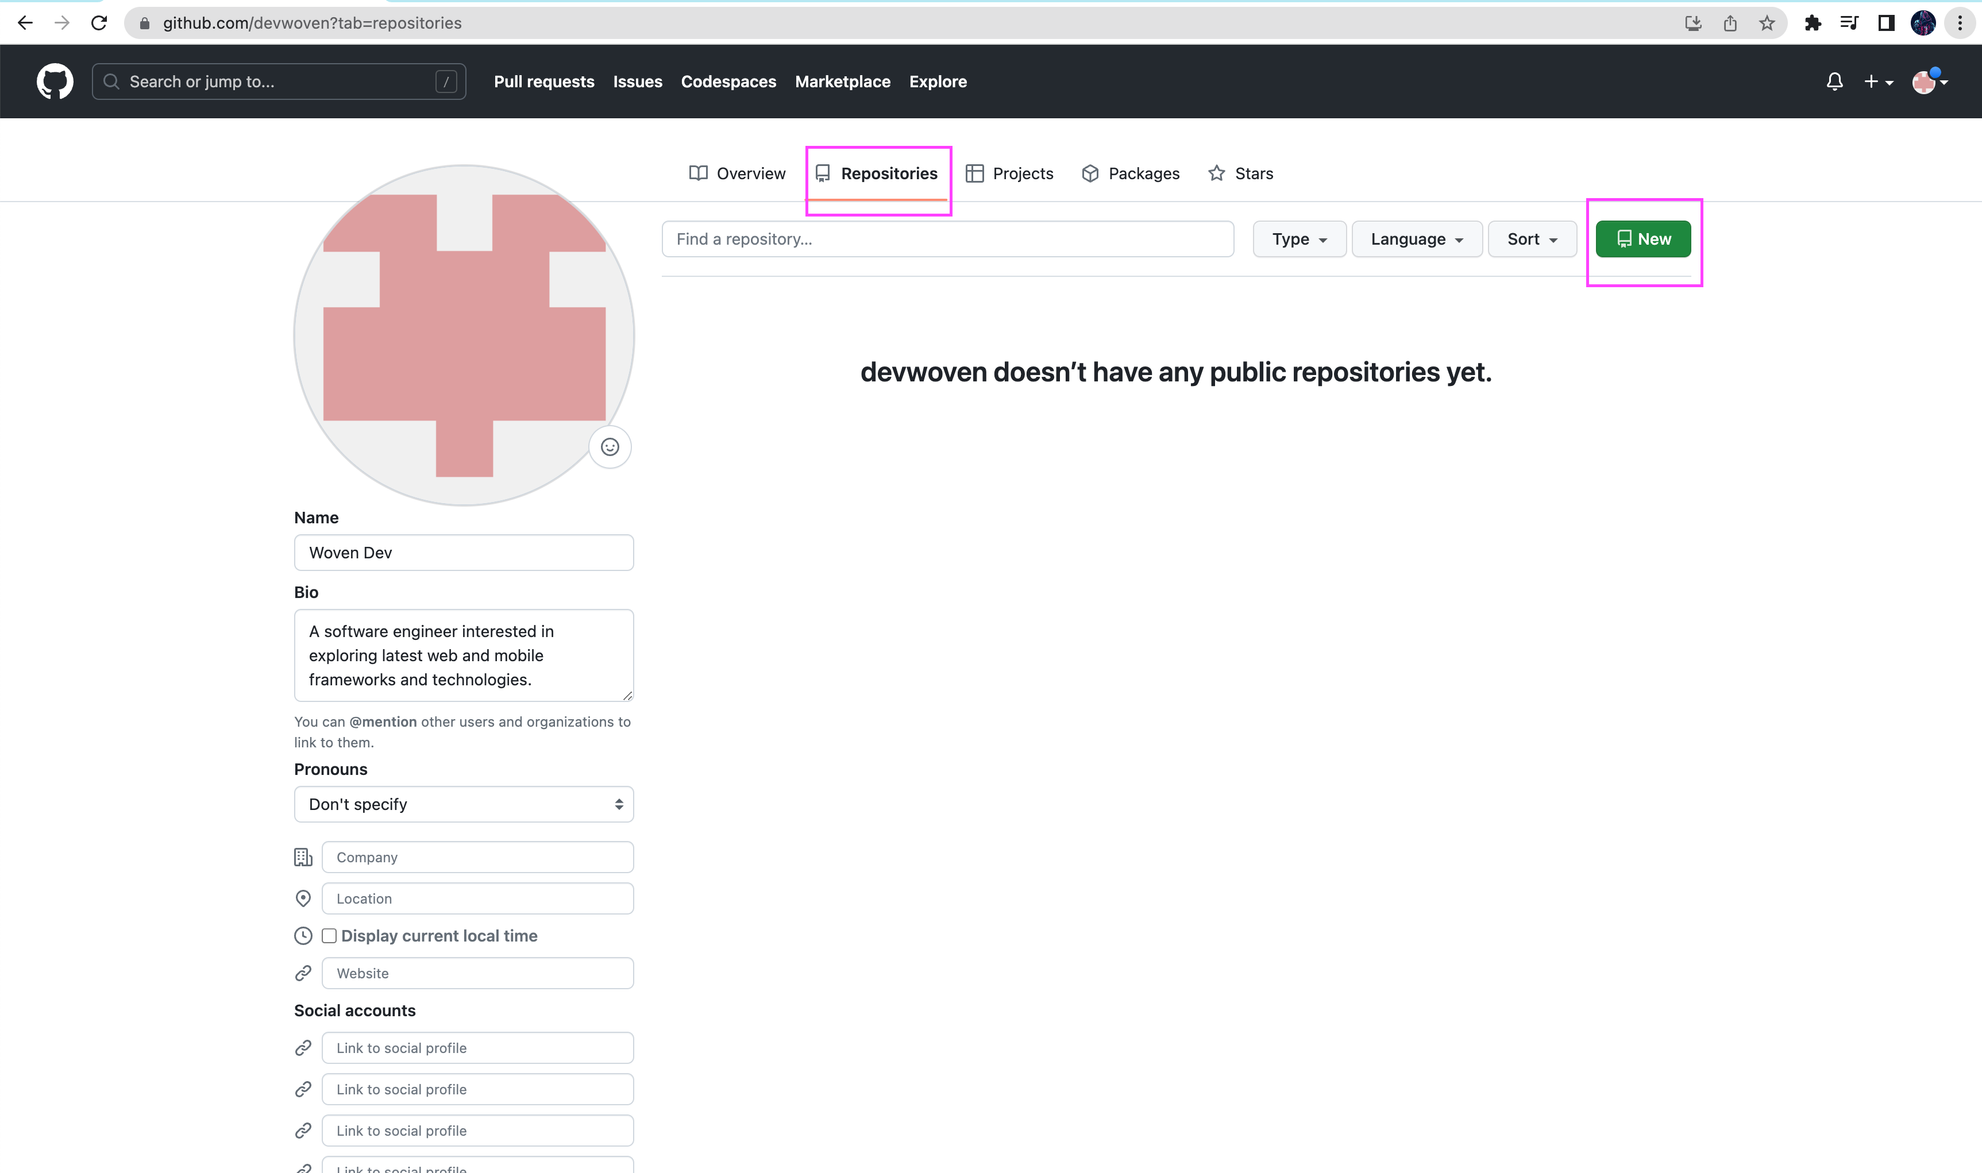 github.com/devwoven?tab=repositories
Search or jump to...
/
Pull requests
Issues
Codespaces
Marketplace
Explore
Overview
Repositories
Projects
Packages
Stars
Find a repository...
Type
Language
Sort
New
devwoven doesn’t have any public repositories yet.
Name
Woven Dev
Bio
A software engineer interested in
exploring latest web and mobile
frameworks and technologies.
You can @mention other users and organizations to
link to them.
Pronouns
Don't specify
Company
Location
Display current local time
Website
Social accounts
Link to social profile
Link to social profile
Link to social profile
Link to social profile